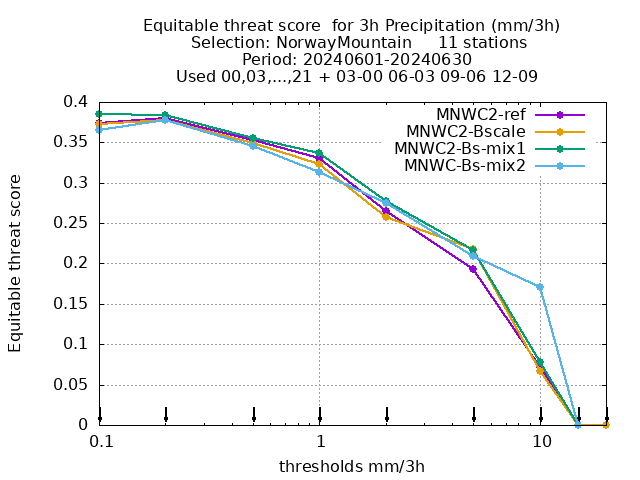 Equitable threat score  for 3h Precipitation (mm/3h)
Selection: NorwayMountain     11 stations
Period: 20240601-20240630
Used 00,03,...,21 + 03-00 06-03 09-06 12-09
MNWC2-ref
MNWC2-Bscale
MNWC2-Bs-mix1
MNWC-Bs-mix2
Equitable threat score
0.4
0.35
0.3
0.25
0.2
0.15
0.1
0.05
0
0.1 1 10
thresholds mm/3h